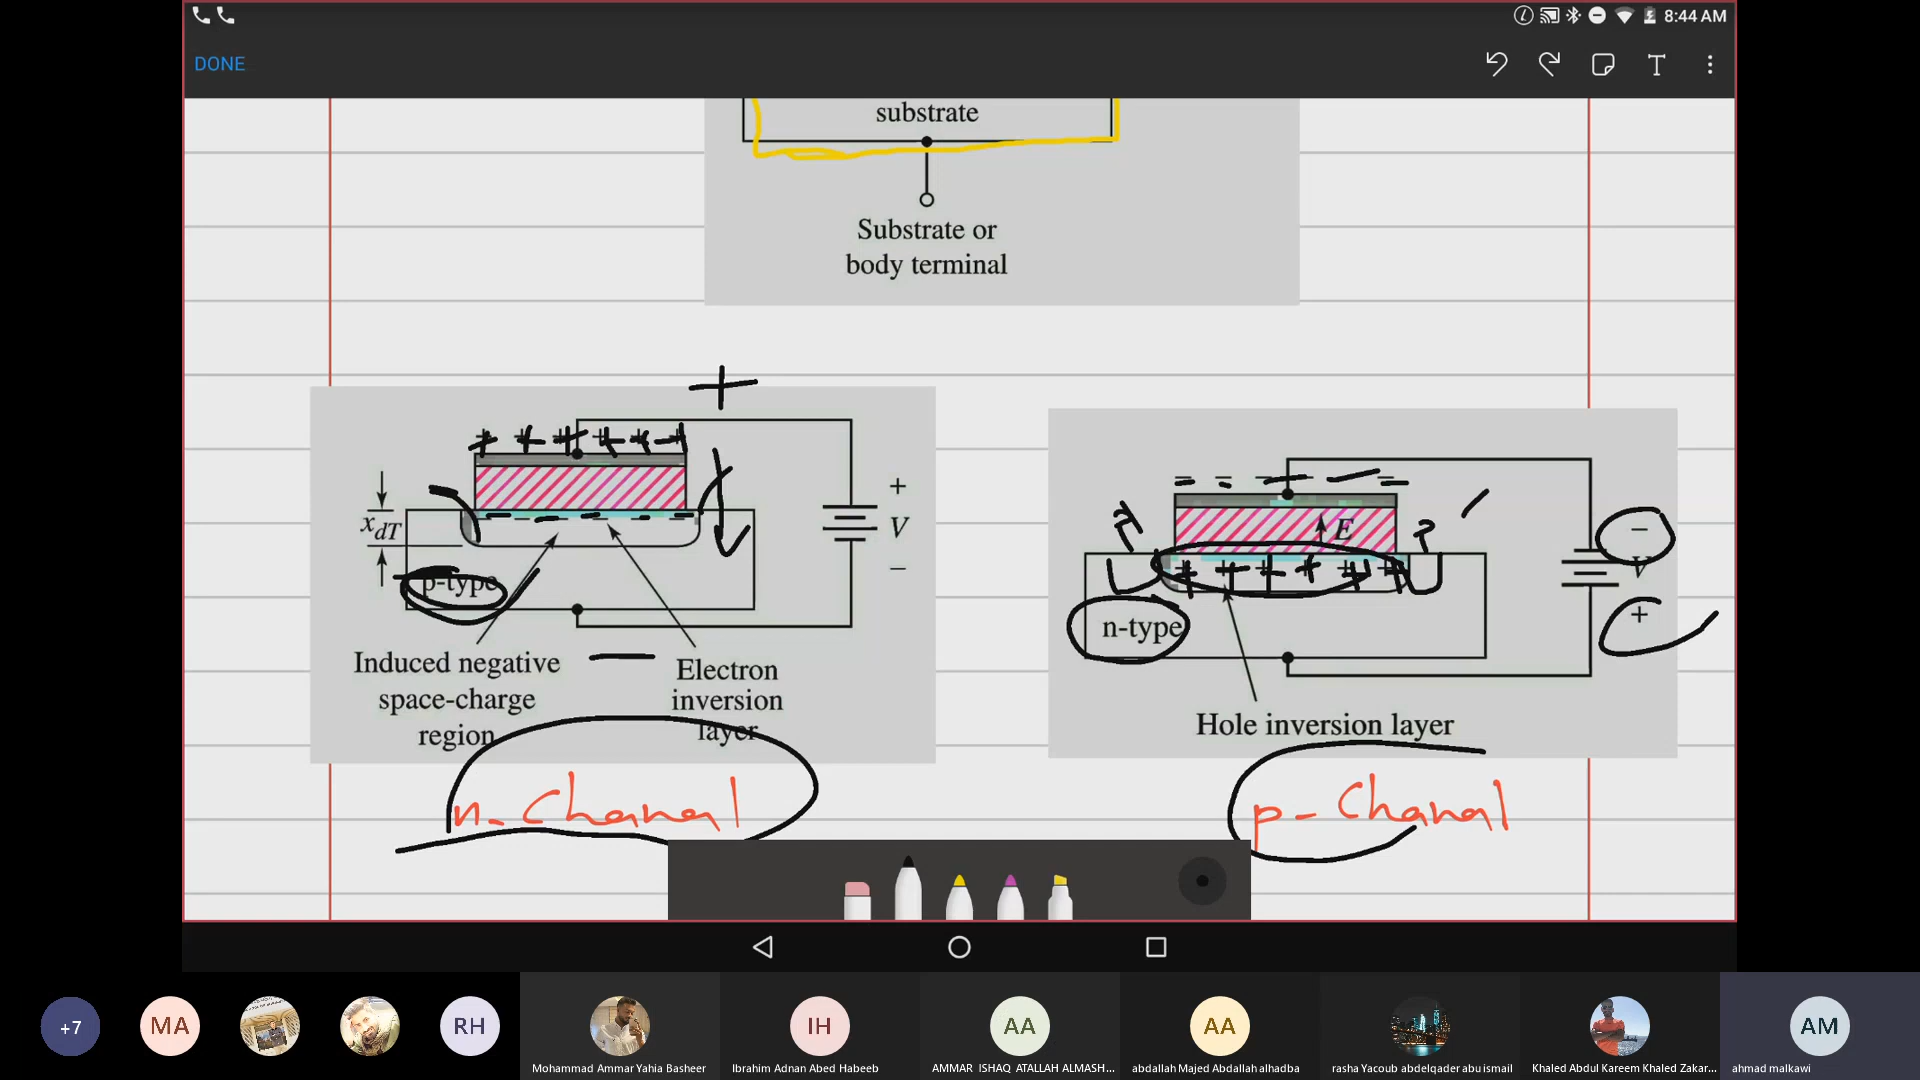 8:44 AM
DONE
T
substrate
Substrate or
body terminal
+
+ + + + + +
+
V
−
x_dT
p-type
Induced negative
space-charge
region
Electron
inversion
layer
n-Chanal
− − − − −
E
P
−
V
+
+ + + + + +
n-type
Hole inversion layer
p-Chanal
+7
MA
RH
IH
AA
AA
AM
Mohammad Ammar Yahia Basheer
Ibrahim Adnan Abed Habeeb
AMMAR ISHAQ ATALLAH ALMASH...
abdallah Majed Abdallah alhadba
rasha Yacoub abdelqader abu ismail
Khaled Abdul Kareem Khaled Zakar...
ahmad malkawi